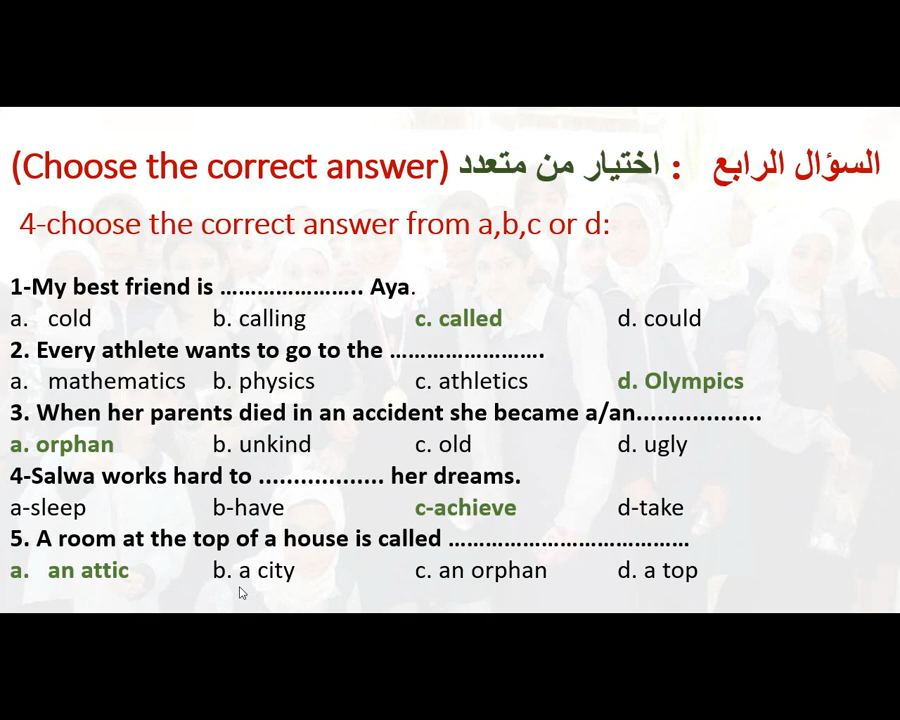 السؤال الرابع : اختيار من متعدد (Choose the correct answer)
4-choose the correct answer from a,b,c or d:
1-My best friend is ………………….. Aya.
a. cold b. calling c. called d. could
2. Every athlete wants to go to the …………………….
a. mathematics b. physics c. athletics d. Olympics
3. When her parents died in an accident she became a/an..................
a. orphan b. unkind c. old d. ugly
4-Salwa works hard to .................. her dreams.
a-sleep b-have c-achieve d-take
5. A room at the top of a house is called …………………………………
a. an attic b. a city c. an orphan d. a top